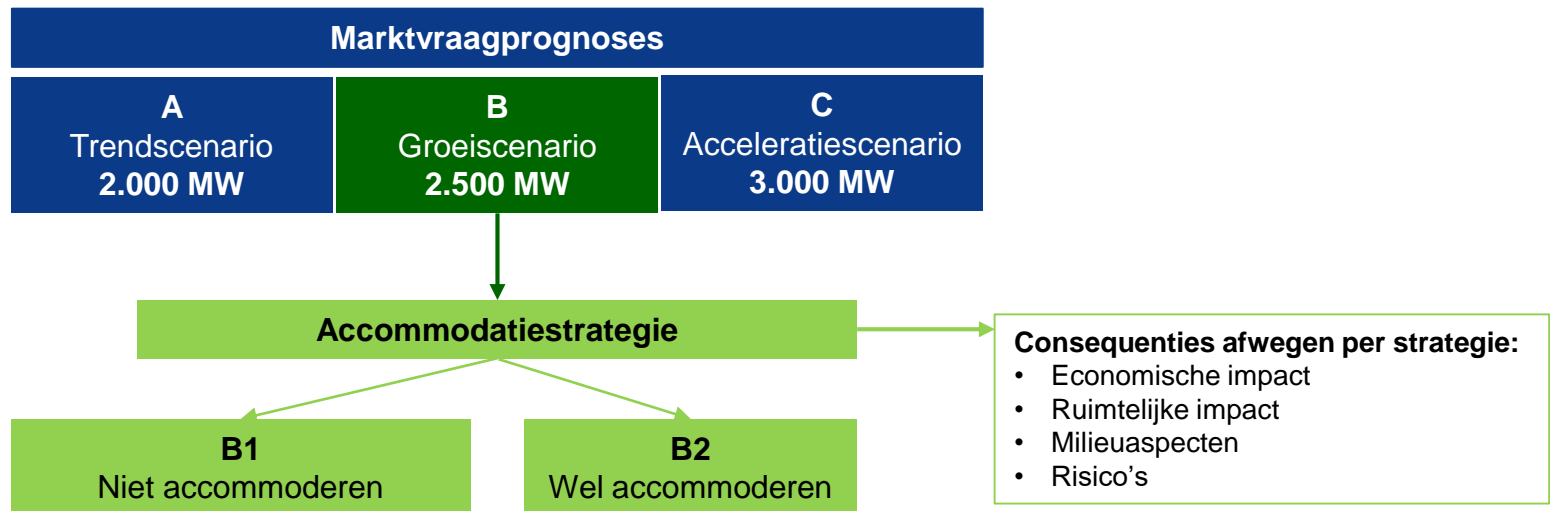 Marktvraagprognoses
A
Trendscenario
2.000 MW
B
Groeiscenario
2.500 MW
C
Acceleratiescenario
3.000 MW
Accommodatiestrategie
Consequenties afwegen per strategie:
• Economische impact
• Ruimtelijke impact
• Milieuaspecten
• Risico’s
B1
Niet accommoderen
B2
Wel accommoderen